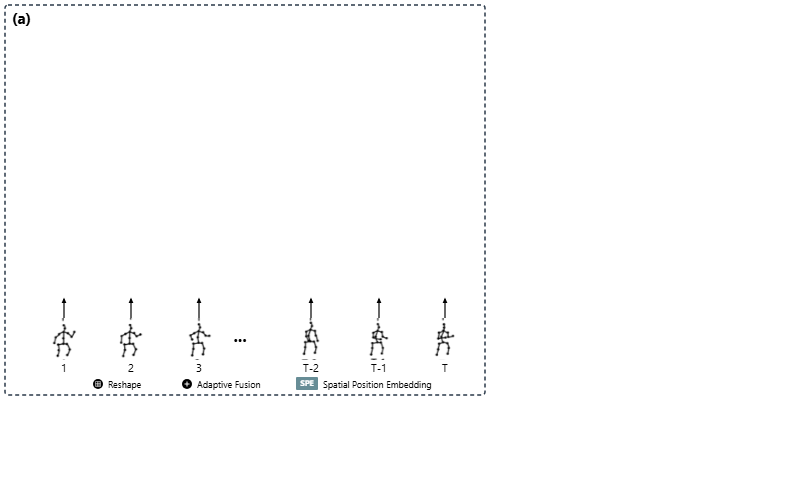 (a)
...
1 2 3 T-2 T-1 T
Reshape Adaptive Fusion SPE Spatial Position Embedding